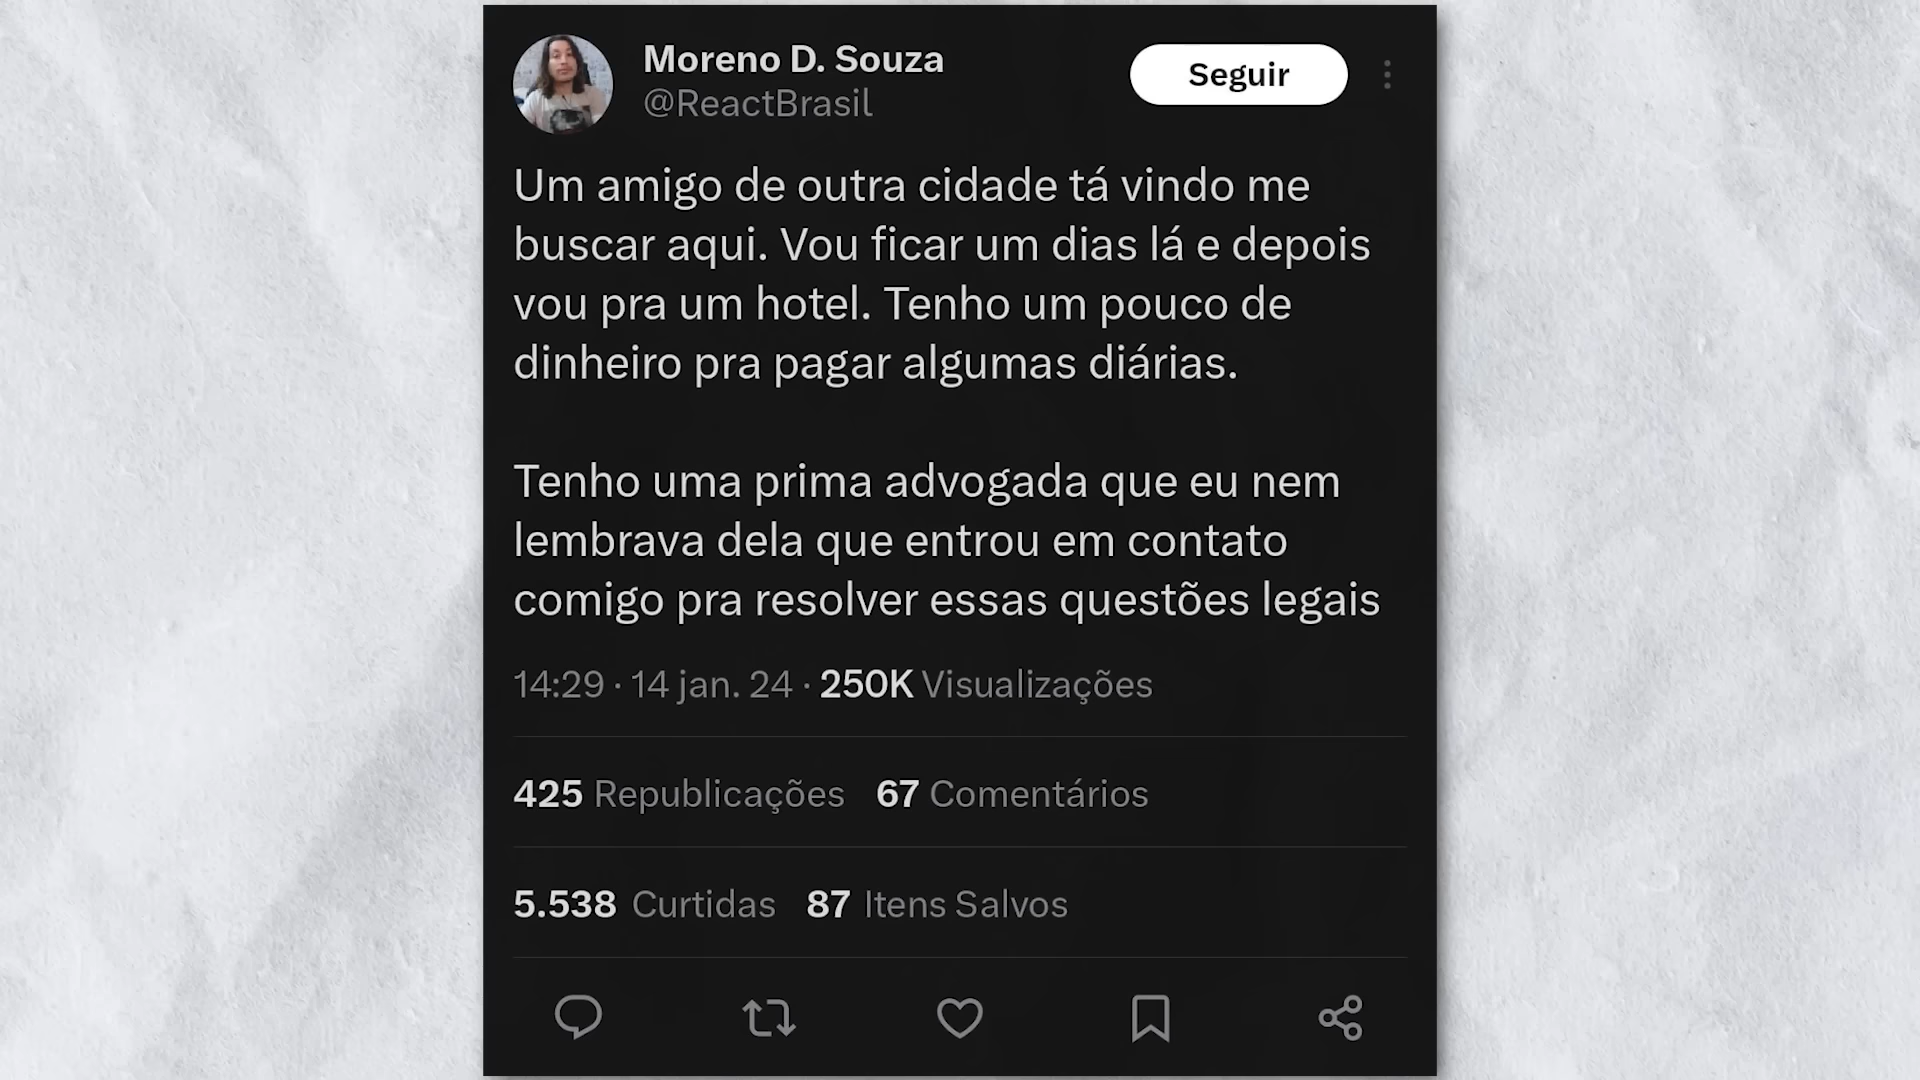 Moreno D. Souza
@ReactBrasil
Seguir
Um amigo de outra cidade tá vindo me
buscar aqui. Vou ficar um dias lá e depois
vou pra um hotel. Tenho um pouco de
dinheiro pra pagar algumas diárias.
Tenho uma prima advogada que eu nem
lembrava dela que entrou em contato
comigo pra resolver essas questões legais
14:29 · 14 jan. 24 · 250K Visualizações
425 Republicações 67 Comentários
5.538 Curtidas 87 Itens Salvos